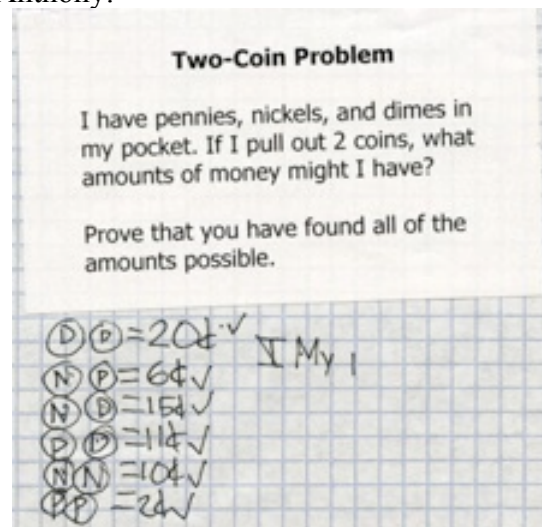 Anthony.
Two-Coin Problem
I have pennies, nickels, and dimes in
my pocket. If I pull out 2 coins, what
amounts of money might I have?
Prove that you have found all of the
amounts possible.
D D = 20¢ ✓
I My
N P = 6¢ ✓
N D = 15¢ ✓
P D = 11¢ ✓
N N = 10¢ ✓
P P = 2¢ ✓